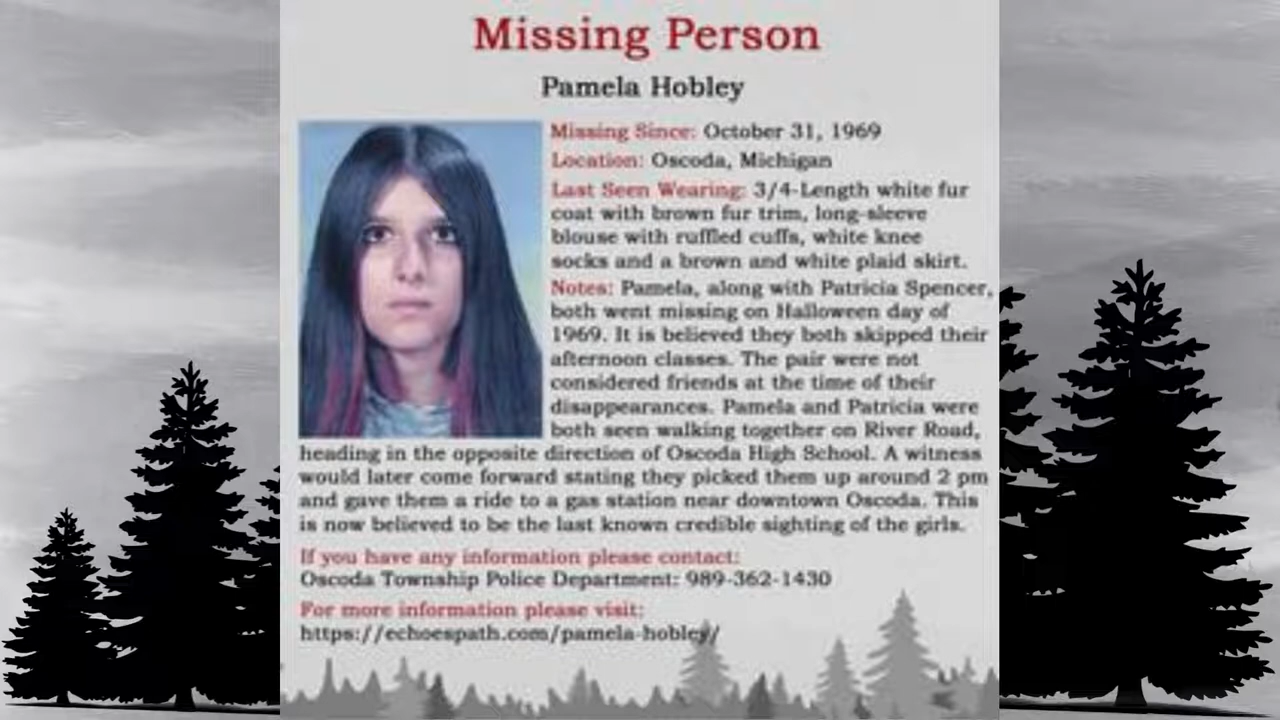 Missing Person
Pamela Hobley
Missing Since: October 31, 1969
Location: Oscoda, Michigan
Last Seen Wearing: 3/4-Length white fur
coat with brown fur trim, long-sleeve
blouse with ruffled cuffs, white knee
socks and a brown and white plaid skirt.
Notes: Pamela, along with Patricia Spencer,
both went missing on Halloween day of
1969. It is believed they both skipped their
afternoon classes. The pair were not
considered friends at the time of their
disappearances. Pamela and Patricia were
both seen walking together on River Road,
heading in the opposite direction of Oscoda High School. A witness
would later come forward stating they picked them up around 2 pm
and gave them a ride to a gas station near downtown Oscoda. This
is now believed to be the last known credible sighting of the girls.
If you have any information please contact:
Oscoda Township Police Department: 989-362-1430
For more information please visit:
https://echoespath.com/pamela-hobley/